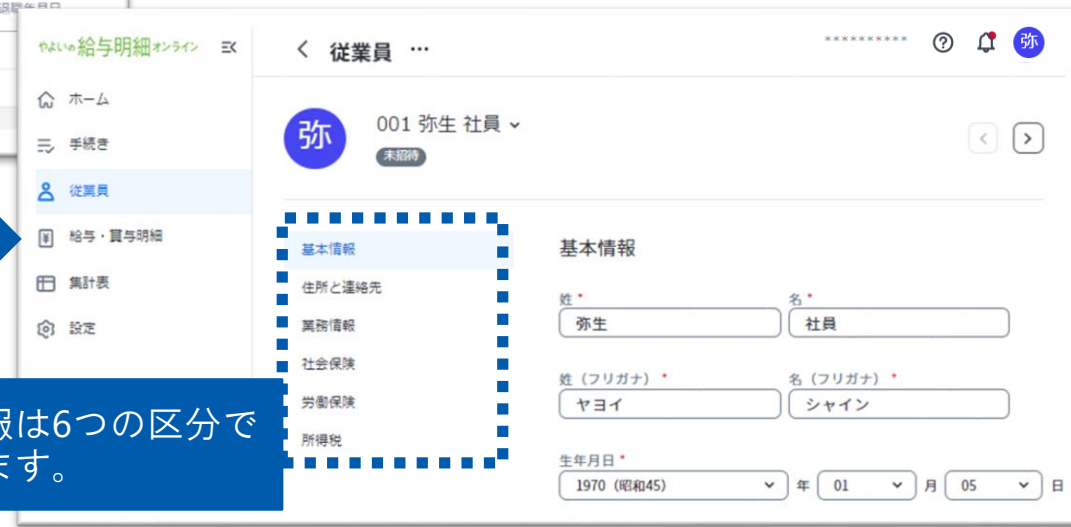 退職年月日
やよいの給与明細オンライン
く 従業員 …
**********
弥
ホーム
手続き
従業員
給与・賞与明細
集計表
設定
弥
001 弥生 社員
未招待
基本情報
住所と連絡先
業務情報
社会保険
労働保険
所得税
基本情報
姓 * 名 *
弥生 社員
姓（フリガナ） * 名（フリガナ） *
ヤヨイ シャイン
生年月日 *
1970（昭和45） 年 01 月 05 日
報は6つの区分で
ます。